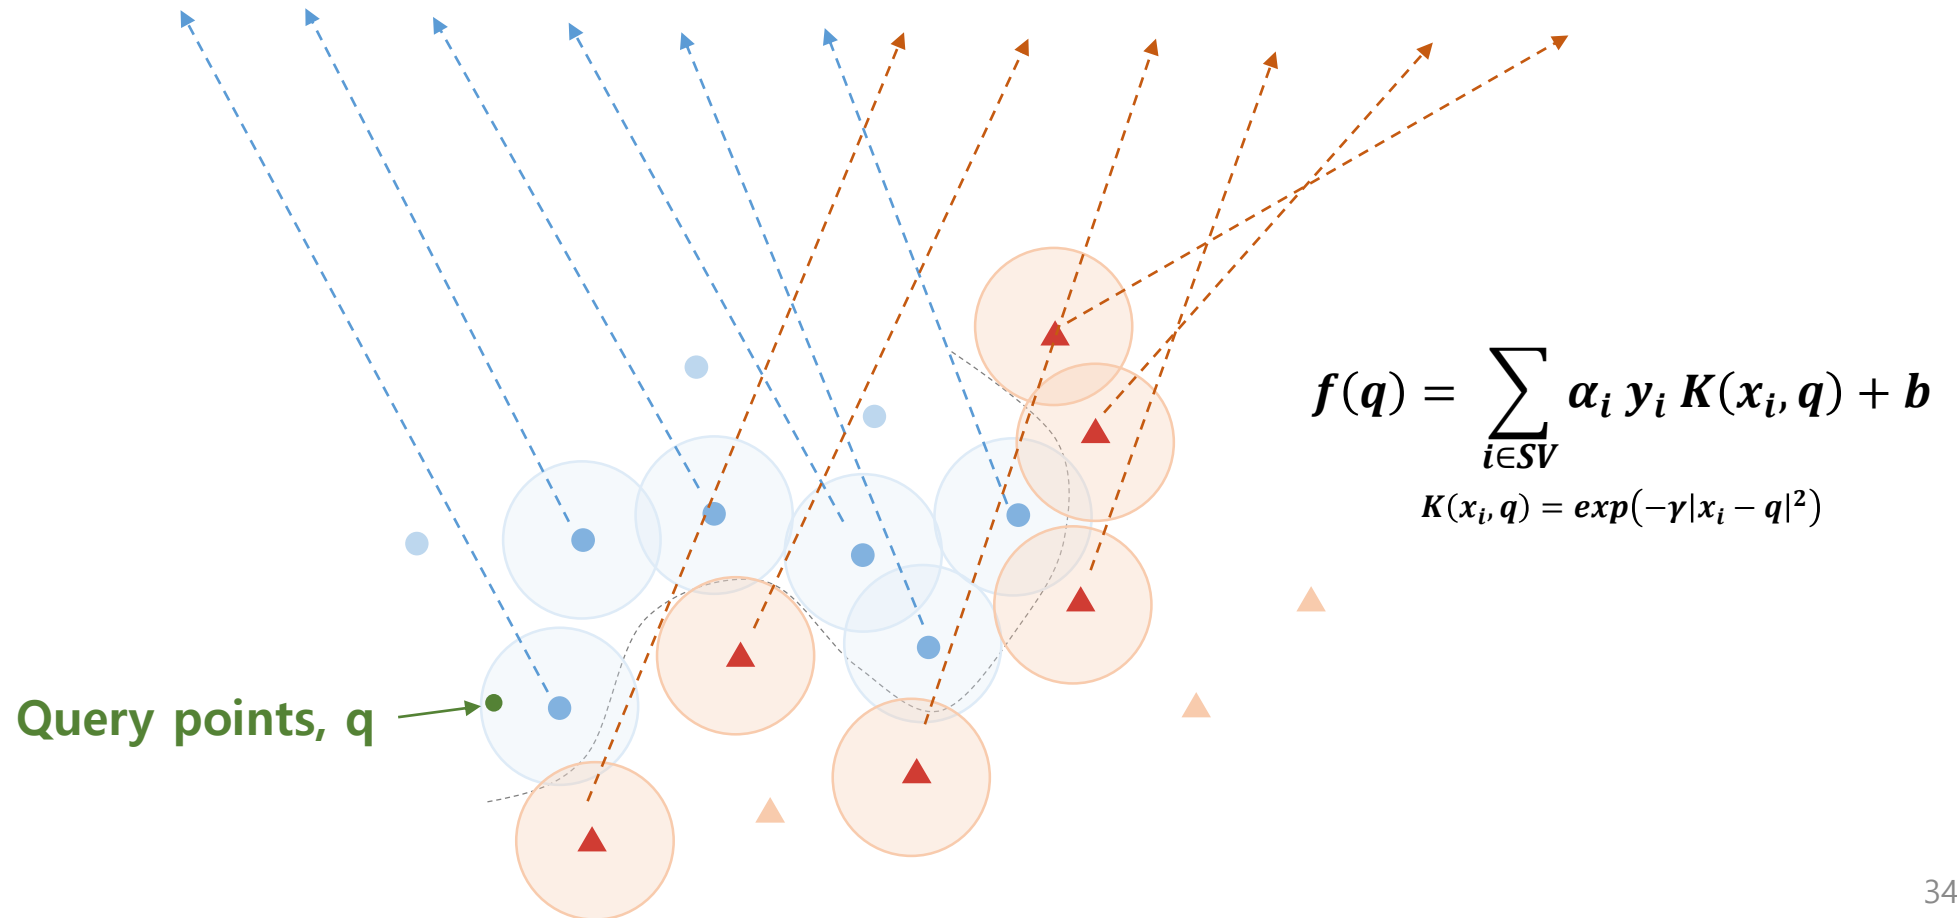 f(q) = ∑ α_i y_i K(x_i, q) + b
i∈SV
K(x_i, q) = exp(−γ|x_i − q|²)
Query points, q
34